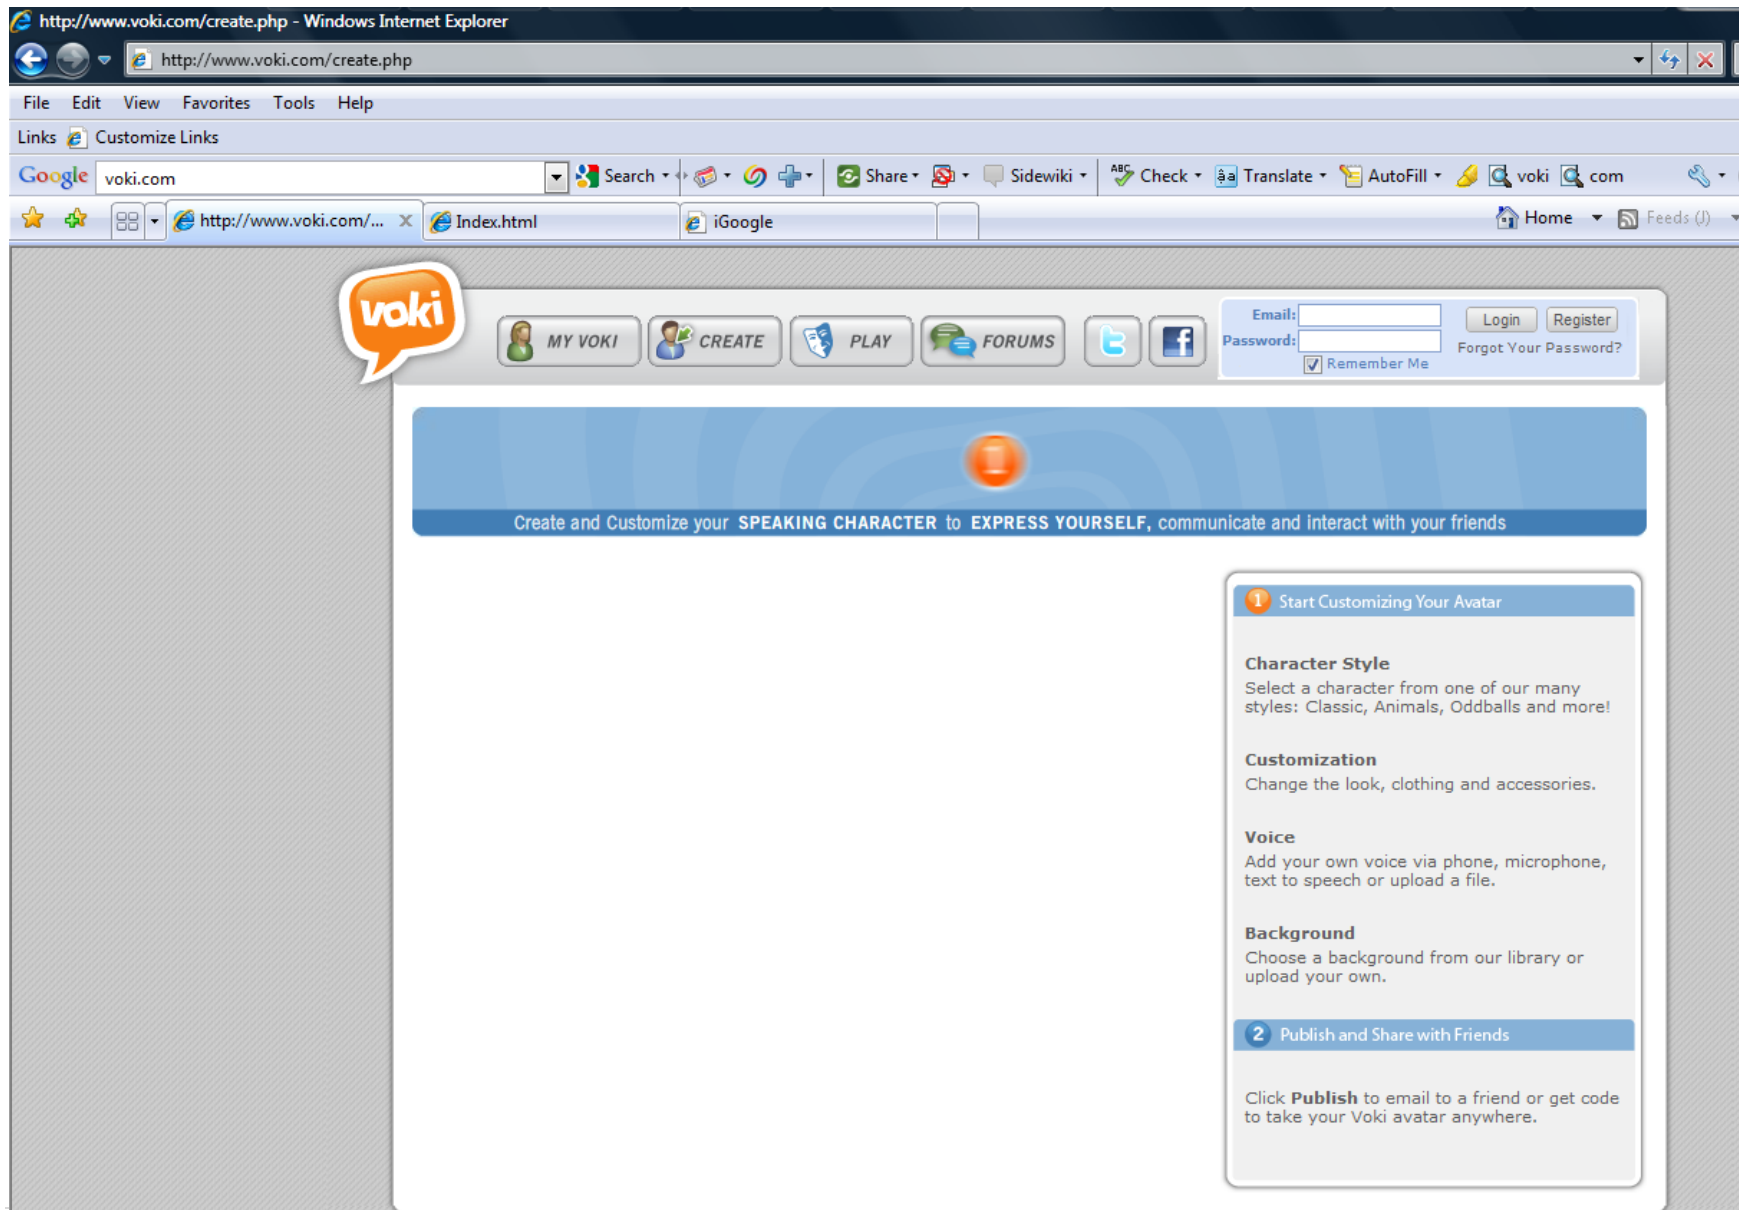 http://www.voki.com/create.php - Windows Internet Explorer
http://www.voki.com/create.php
File Edit View Favorites Tools Help
Links Customize Links
Google voki.com Search Share Sidewiki ABC Check Translate AutoFill voki com
http://www.voki.com/... X Index.html iGoogle Home Feeds (J)
voki
MY VOKI CREATE PLAY FORUMS
Email: Login Register
Password: Forgot Your Password?
Remember Me
Create and Customize your SPEAKING CHARACTER to EXPRESS YOURSELF, communicate and interact with your friends
1 Start Customizing Your Avatar
Character Style
Select a character from one of our many
styles: Classic, Animals, Oddballs and more!
Customization
Change the look, clothing and accessories.
Voice
Add your own voice via phone, microphone,
text to speech or upload a file.
Background
Choose a background from our library or
upload your own.
2 Publish and Share with Friends
Click Publish to email to a friend or get code
to take your Voki avatar anywhere.